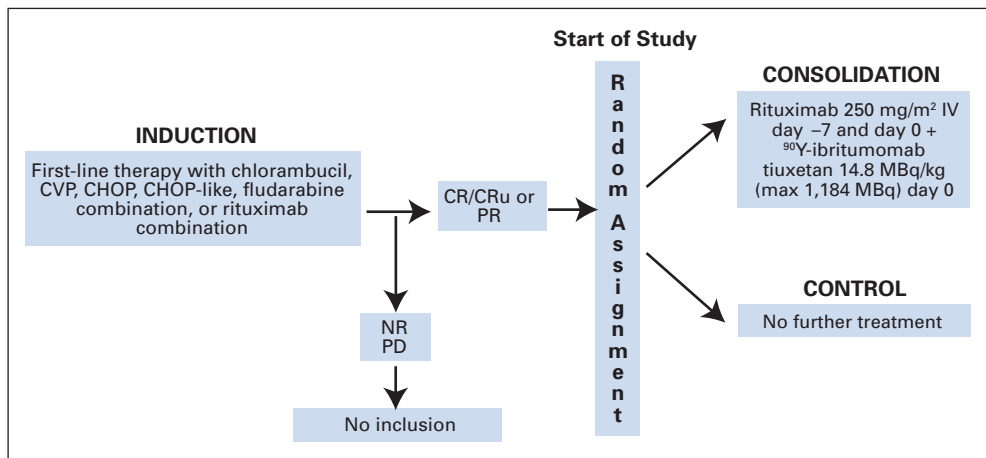 INDUCTION
First-line therapy with chlorambucil,
CVP, CHOP, CHOP-like, fludarabine
combination, or rituximab
combination
CR/CRu or
PR
NR
PD
No inclusion
Start of Study
Random Assignment
CONSOLIDATION
Rituximab 250 mg/m² IV
day –7 and day 0 +
⁹⁰Y-ibritumomab
tiuxetan 14.8 MBq/kg
(max 1,184 MBq) day 0
CONTROL
No further treatment